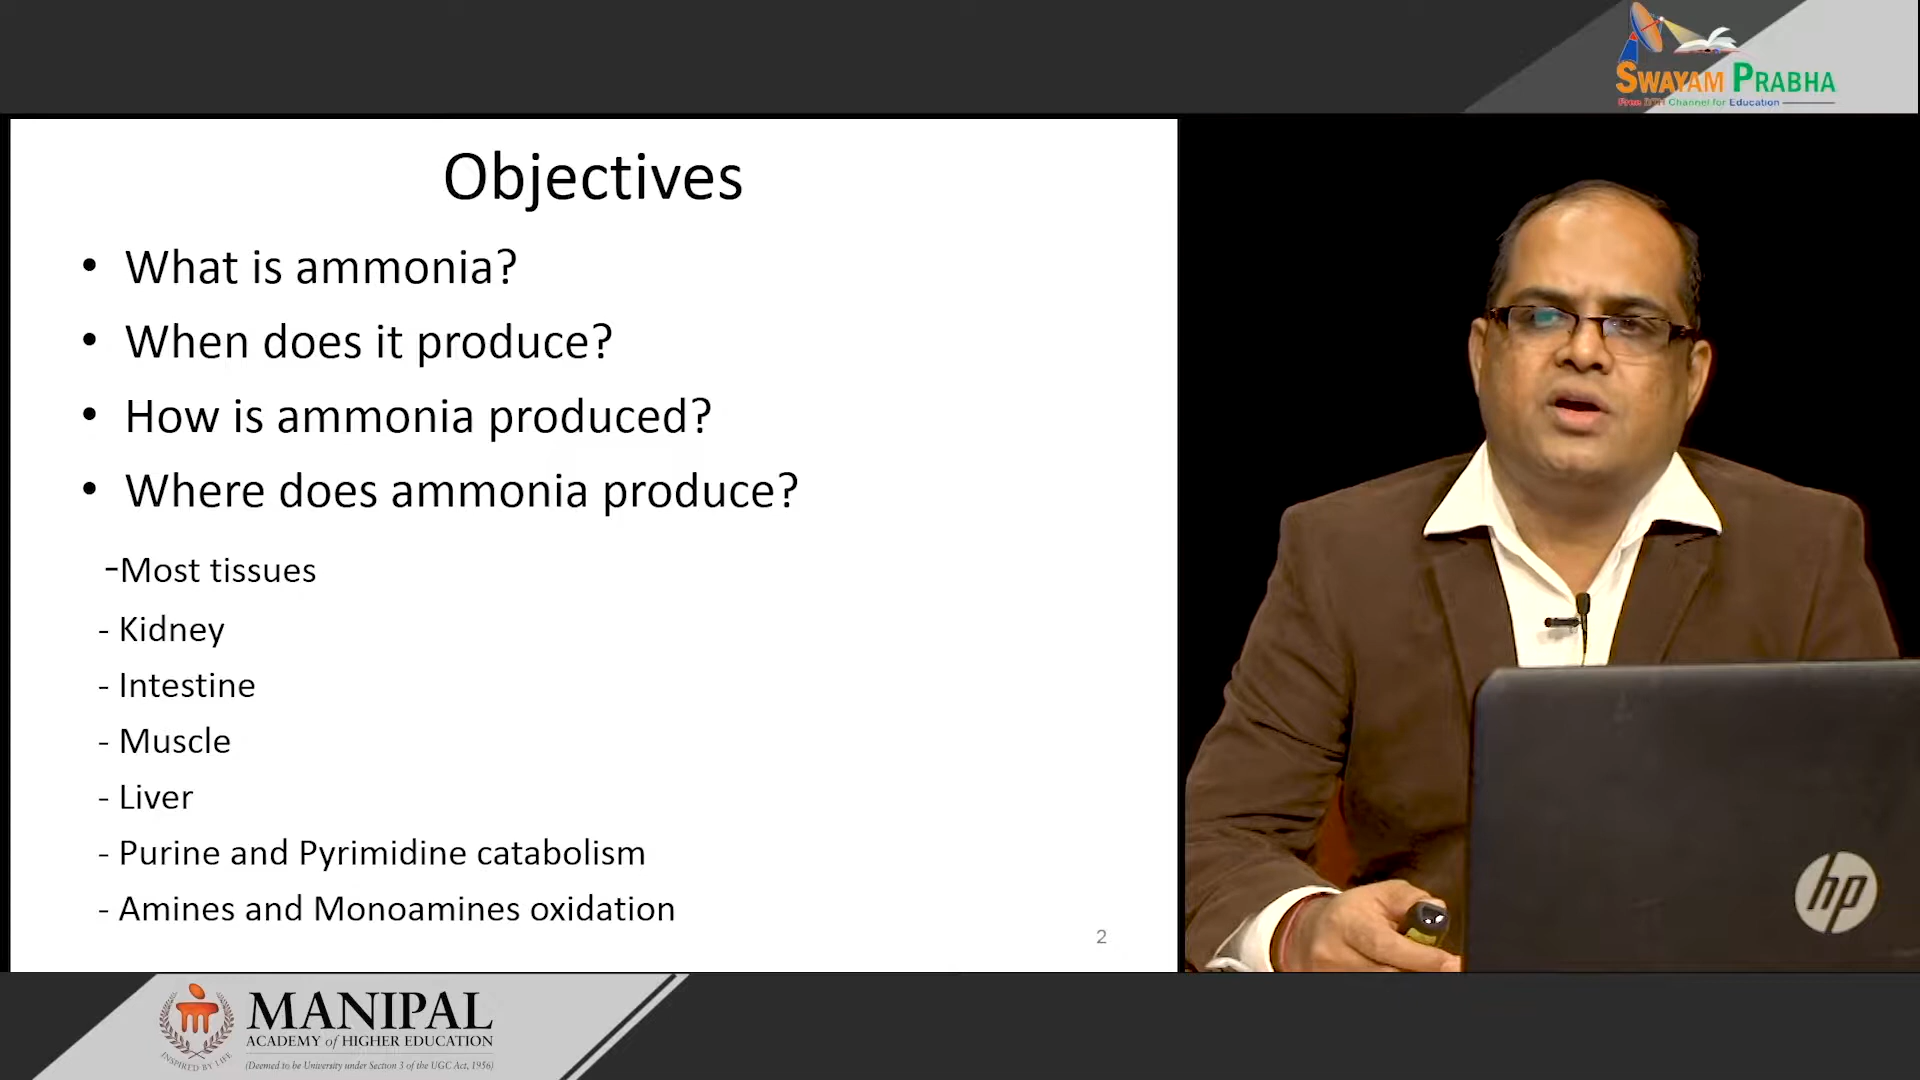 SWAYAM PRABHA
Free DTH Channel for Education
Objectives
• What is ammonia?
• When does it produce?
• How is ammonia produced?
• Where does ammonia produce?
-Most tissues
- Kidney
- Intestine
- Muscle
- Liver
- Purine and Pyrimidine catabolism
- Amines and Monoamines oxidation
2
hp
MANIPAL
ACADEMY of HIGHER EDUCATION
(Deemed to be University under Section 3 of the UGC Act, 1956)
INSPIRED BY LIFE